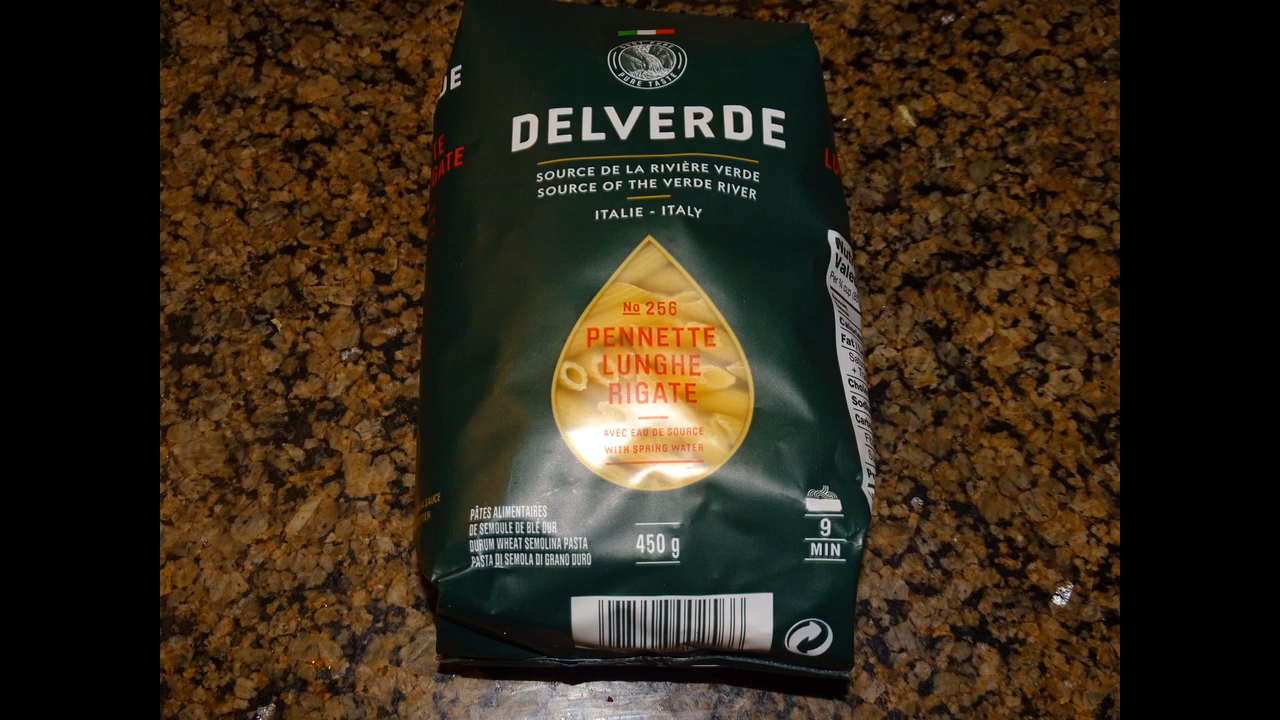 PURE TASTE
DELVERDE
SOURCE DE LA RIVIÈRE VERDE
SOURCE OF THE VERDE RIVER
ITALIE - ITALY
No 256
PENNETTE
LUNGHE
RIGATE
AVEC EAU DE SOURCE
WITH SPRING WATER
PÂTES ALIMENTAIRES
DE SEMOULE DE BLÉ DUR
DURUM WHEAT SEMOLINA PASTA
PASTA DI SEMOLA DI GRANO DURO
450 g
9
MIN